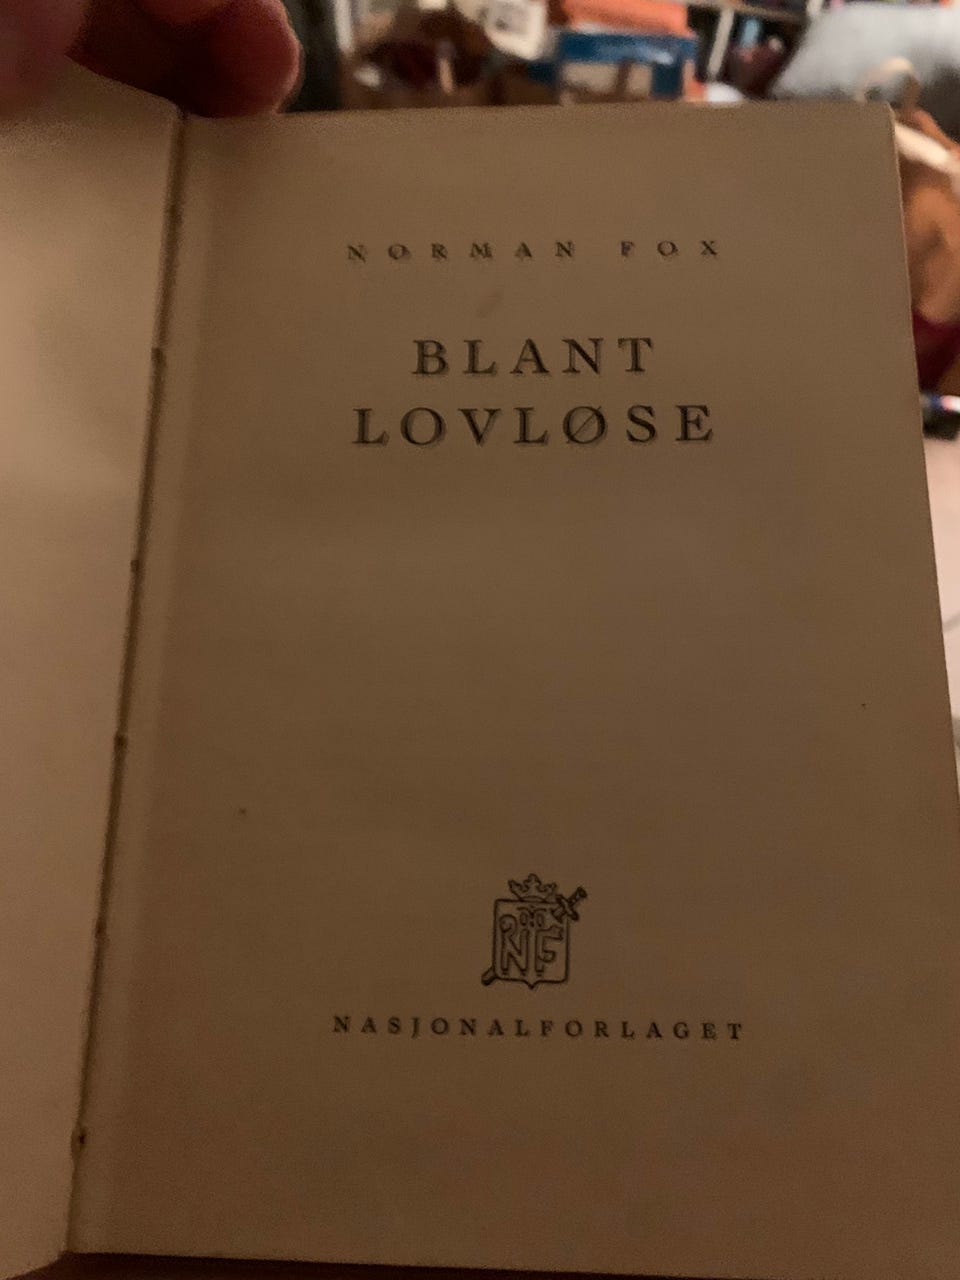 NORMAN FOX
BLANT
LOVLØSE
NF
NASJONALFORLAGET